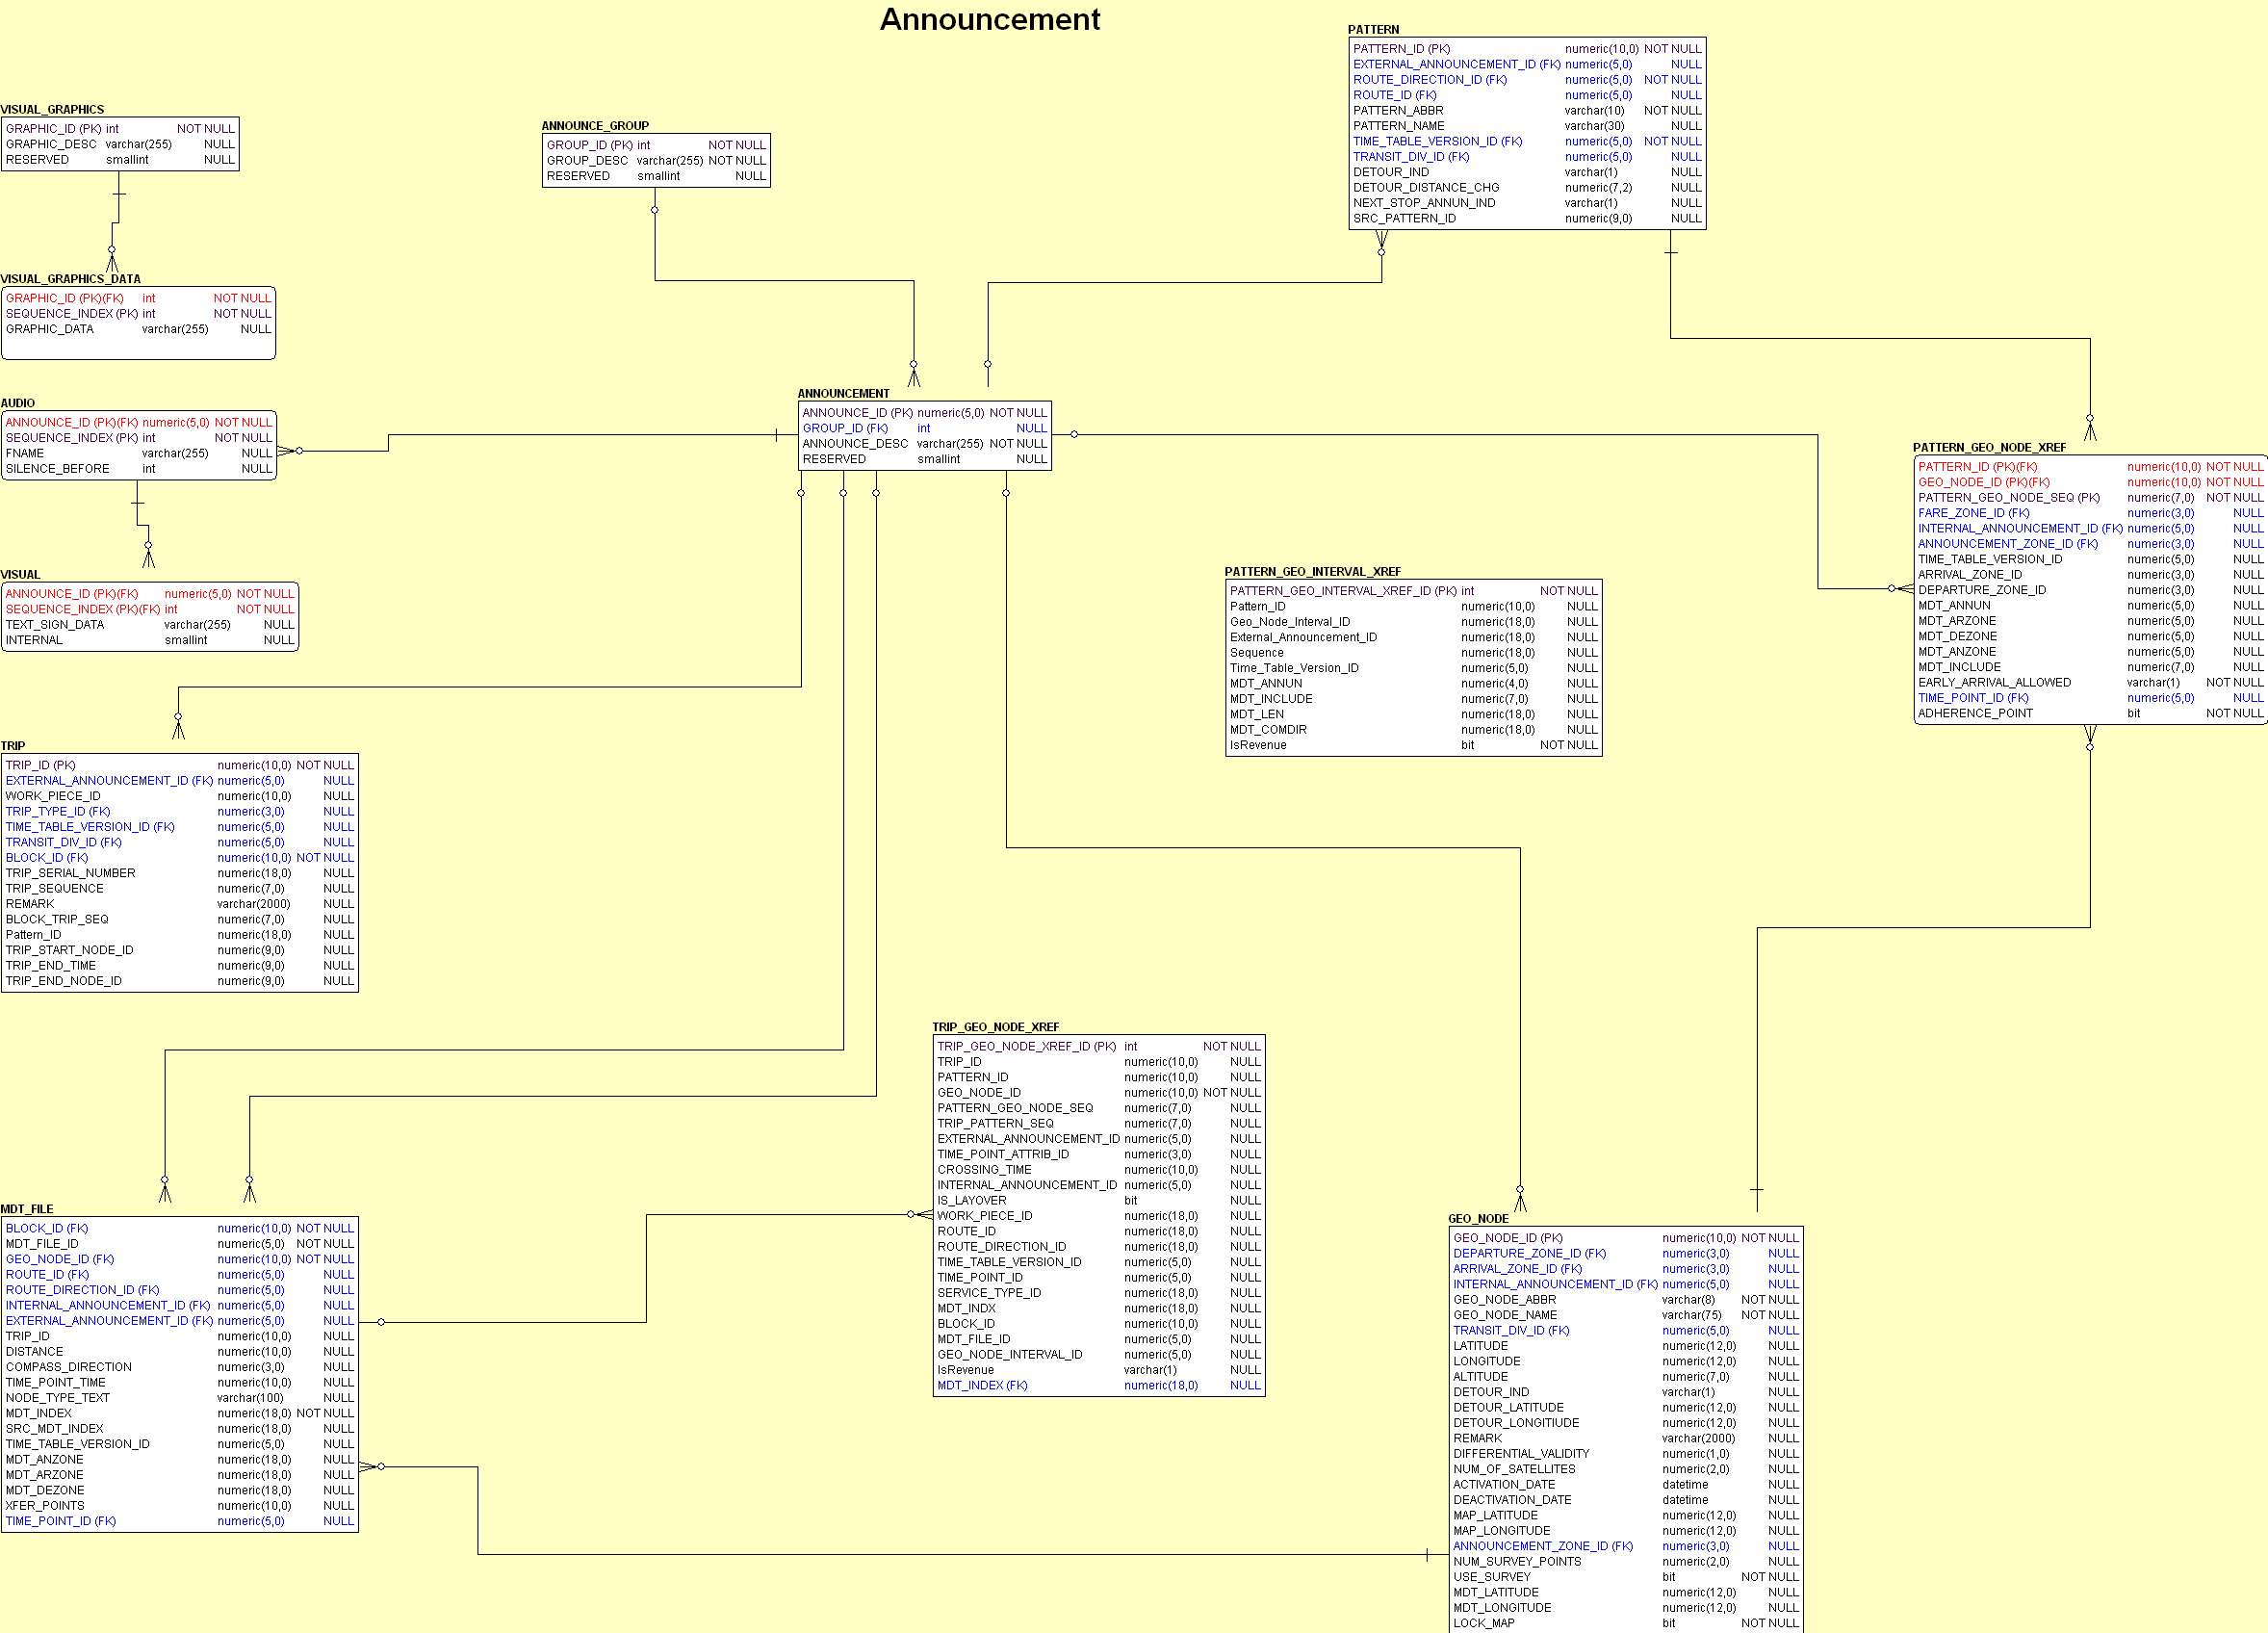 Announcement
PATTERN
PATTERN_ID (PK) numeric(10,0) NOT NULL
EXTERNAL_ANNOUNCEMENT_ID (FK) numeric(5,0) NULL
ROUTE_DIRECTION_ID (FK) numeric(5,0) NOT NULL
ROUTE_ID (FK) numeric(5,0) NULL
PATTERN_ABBR varchar(10) NOT NULL
PATTERN_NAME varchar(30) NULL
TIME_TABLE_VERSION_ID (FK) numeric(5,0) NOT NULL
TRANSIT_DIV_ID (FK) numeric(5,0) NULL
DETOUR_IND varchar(1) NULL
DETOUR_DISTANCE_CHG numeric(7,2) NULL
NEXT_STOP_ANNUN_IND varchar(1) NULL
SRC_PATTERN_ID numeric(9,0) NULL
VISUAL_GRAPHICS
GRAPHIC_ID (PK) int NOT NULL
GRAPHIC_DESC varchar(255) NULL
RESERVED smallint NULL
ANNOUNCE_GROUP
GROUP_ID (PK) int NOT NULL
GROUP_DESC varchar(255) NOT NULL
RESERVED smallint NULL
VISUAL_GRAPHICS_DATA
GRAPHIC_ID (PK)(FK) int NOT NULL
SEQUENCE_INDEX (PK) int NOT NULL
GRAPHIC_DATA varchar(255) NULL
AUDIO
ANNOUNCE_ID (PK)(FK) numeric(5,0) NOT NULL
SEQUENCE_INDEX (PK) int NOT NULL
FNAME varchar(255) NULL
SILENCE_BEFORE int NULL
ANNOUNCEMENT
ANNOUNCE_ID (PK) numeric(5,0) NOT NULL
GROUP_ID (FK) int NULL
ANNOUNCE_DESC varchar(255) NOT NULL
RESERVED smallint NULL
PATTERN_GEO_NODE_XREF
PATTERN_ID (PK)(FK) numeric(10,0) NOT NULL
GEO_NODE_ID (PK)(FK) numeric(10,0) NOT NULL
PATTERN_GEO_NODE_SEQ (PK) numeric(7,0) NOT NULL
FARE_ZONE_ID (FK) numeric(3,0) NULL
INTERNAL_ANNOUNCEMENT_ID (FK) numeric(5,0) NULL
ANNOUNCEMENT_ZONE_ID (FK) numeric(3,0) NULL
TIME_TABLE_VERSION_ID numeric(5,0) NULL
ARRIVAL_ZONE_ID numeric(3,0) NULL
DEPARTURE_ZONE_ID numeric(3,0) NULL
MDT_ANNUN numeric(5,0) NULL
MDT_ARZONE numeric(5,0) NULL
MDT_DEZONE numeric(5,0) NULL
MDT_ANZONE numeric(5,0) NULL
MDT_INCLUDE numeric(7,0) NULL
EARLY_ARRIVAL_ALLOWED varchar(1) NOT NULL
TIME_POINT_ID (FK) numeric(5,0) NULL
ADHERENCE_POINT bit NOT NULL
VISUAL
ANNOUNCE_ID (PK)(FK) numeric(5,0) NOT NULL
SEQUENCE_INDEX (PK)(FK) int NOT NULL
TEXT_SIGN_DATA varchar(255) NULL
INTERNAL smallint NULL
PATTERN_GEO_INTERVAL_XREF
PATTERN_GEO_INTERVAL_XREF_ID (PK) int NOT NULL
Pattern_ID numeric(10,0) NULL
Geo_Node_Interval_ID numeric(18,0) NULL
External_Announcement_ID numeric(18,0) NULL
Sequence numeric(18,0) NULL
Time_Table_Version_ID numeric(5,0) NULL
MDT_ANNUN numeric(4,0) NULL
MDT_INCLUDE numeric(7,0) NULL
MDT_LEN numeric(18,0) NULL
MDT_COMDIR numeric(18,0) NULL
IsRevenue bit NOT NULL
TRIP
TRIP_ID (PK) numeric(10,0) NOT NULL
EXTERNAL_ANNOUNCEMENT_ID (FK) numeric(5,0) NULL
WORK_PIECE_ID numeric(10,0) NULL
TRIP_TYPE_ID (FK) numeric(3,0) NULL
TIME_TABLE_VERSION_ID (FK) numeric(5,0) NULL
TRANSIT_DIV_ID (FK) numeric(5,0) NULL
BLOCK_ID (FK) numeric(10,0) NOT NULL
TRIP_SERIAL_NUMBER numeric(18,0) NULL
TRIP_SEQUENCE numeric(7,0) NULL
REMARK varchar(2000) NULL
BLOCK_TRIP_SEQ numeric(7,0) NULL
Pattern_ID numeric(18,0) NULL
TRIP_START_NODE_ID numeric(9,0) NULL
TRIP_END_TIME numeric(9,0) NULL
TRIP_END_NODE_ID numeric(9,0) NULL
TRIP_GEO_NODE_XREF
TRIP_GEO_NODE_XREF_ID (PK) int NOT NULL
TRIP_ID numeric(10,0) NULL
PATTERN_ID numeric(10,0) NULL
GEO_NODE_ID numeric(10,0) NOT NULL
PATTERN_GEO_NODE_SEQ numeric(7,0) NULL
TRIP_PATTERN_SEQ numeric(7,0) NULL
EXTERNAL_ANNOUNCEMENT_ID numeric(5,0) NULL
TIME_POINT_ATTRIB_ID numeric(3,0) NULL
CROSSING_TIME numeric(10,0) NULL
INTERNAL_ANNOUNCEMENT_ID numeric(5,0) NULL
IS_LAYOVER bit NULL
WORK_PIECE_ID numeric(18,0) NULL
ROUTE_ID numeric(18,0) NULL
ROUTE_DIRECTION_ID numeric(18,0) NULL
TIME_TABLE_VERSION_ID numeric(5,0) NULL
TIME_POINT_ID numeric(5,0) NULL
SERVICE_TYPE_ID numeric(18,0) NULL
MDT_INDX numeric(18,0) NULL
BLOCK_ID numeric(10,0) NULL
MDT_FILE_ID numeric(5,0) NULL
GEO_NODE_INTERVAL_ID numeric(5,0) NULL
IsRevenue varchar(1) NULL
MDT_INDEX (FK) numeric(18,0) NULL
MDT_FILE
BLOCK_ID (FK) numeric(10,0) NOT NULL
MDT_FILE_ID numeric(5,0) NOT NULL
GEO_NODE_ID (FK) numeric(10,0) NOT NULL
ROUTE_ID (FK) numeric(5,0) NULL
ROUTE_DIRECTION_ID (FK) numeric(5,0) NULL
INTERNAL_ANNOUNCEMENT_ID (FK) numeric(5,0) NULL
EXTERNAL_ANNOUNCEMENT_ID (FK) numeric(5,0) NULL
TRIP_ID numeric(10,0) NULL
DISTANCE numeric(10,0) NULL
COMPASS_DIRECTION numeric(3,0) NULL
TIME_POINT_TIME numeric(10,0) NULL
NODE_TYPE_TEXT varchar(100) NULL
MDT_INDEX numeric(18,0) NOT NULL
SRC_MDT_INDEX numeric(18,0) NULL
TIME_TABLE_VERSION_ID numeric(5,0) NULL
MDT_ANZONE numeric(18,0) NULL
MDT_ARZONE numeric(18,0) NULL
MDT_DEZONE numeric(18,0) NULL
XFER_POINTS numeric(10,0) NULL
TIME_POINT_ID (FK) numeric(5,0) NULL
GEO_NODE
GEO_NODE_ID (PK) numeric(10,0) NOT NULL
DEPARTURE_ZONE_ID (FK) numeric(3,0) NULL
ARRIVAL_ZONE_ID (FK) numeric(3,0) NULL
INTERNAL_ANNOUNCEMENT_ID (FK) numeric(5,0) NULL
GEO_NODE_ABBR varchar(8) NOT NULL
GEO_NODE_NAME varchar(75) NOT NULL
TRANSIT_DIV_ID (FK) numeric(5,0) NULL
LATITUDE numeric(12,0) NULL
LONGITUDE numeric(12,0) NULL
ALTITUDE numeric(7,0) NULL
DETOUR_IND varchar(1) NULL
DETOUR_LATITUDE numeric(12,0) NULL
DETOUR_LONGITIUDE numeric(12,0) NULL
REMARK varchar(2000) NULL
DIFFERENTIAL_VALIDITY numeric(1,0) NULL
NUM_OF_SATELLITES numeric(2,0) NULL
ACTIVATION_DATE datetime NULL
DEACTIVATION_DATE datetime NULL
MAP_LATITUDE numeric(12,0) NULL
MAP_LONGITUDE numeric(12,0) NULL
ANNOUNCEMENT_ZONE_ID (FK) numeric(3,0) NULL
NUM_SURVEY_POINTS numeric(2,0) NULL
USE_SURVEY bit NOT NULL
MDT_LATITUDE numeric(12,0) NULL
MDT_LONGITUDE numeric(12,0) NULL
LOCK_MAP bit NOT NULL